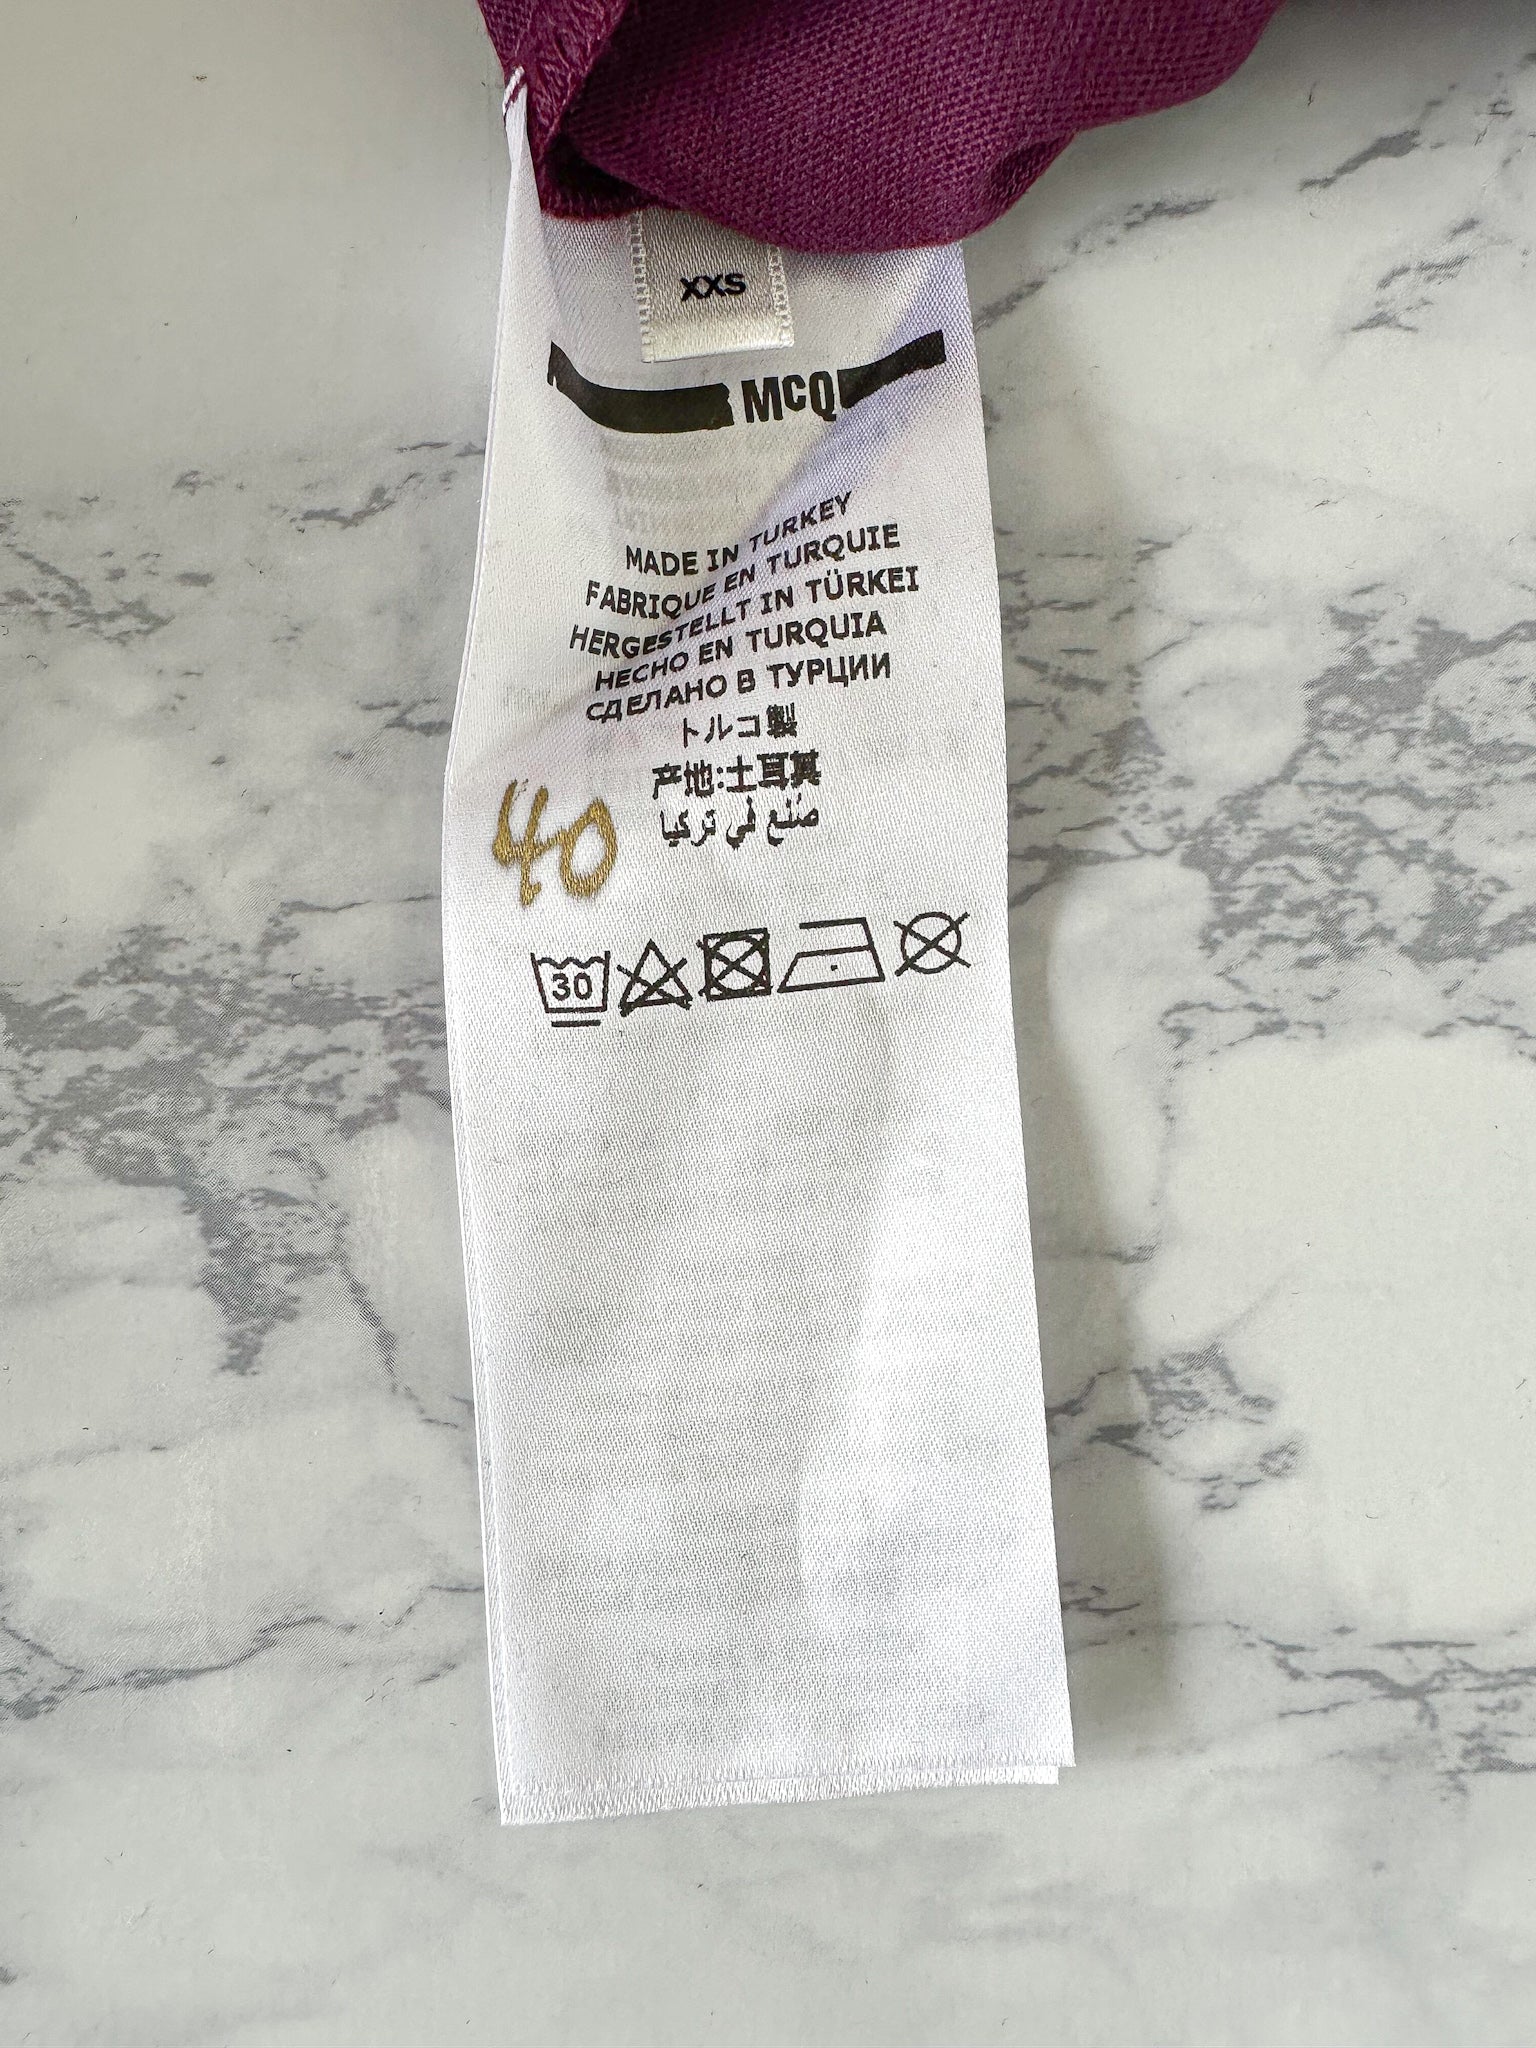 XXS
MCQ
MADE IN TURKEY
FABRIQUE EN TURQUIE
HERGESTELLT IN TÜRKEI
HECHO EN TURQUIA
СДЕЛАНО В ТУРЦИИ
トルコ製
产地:土耳其
صُنع في تركيا
40
30